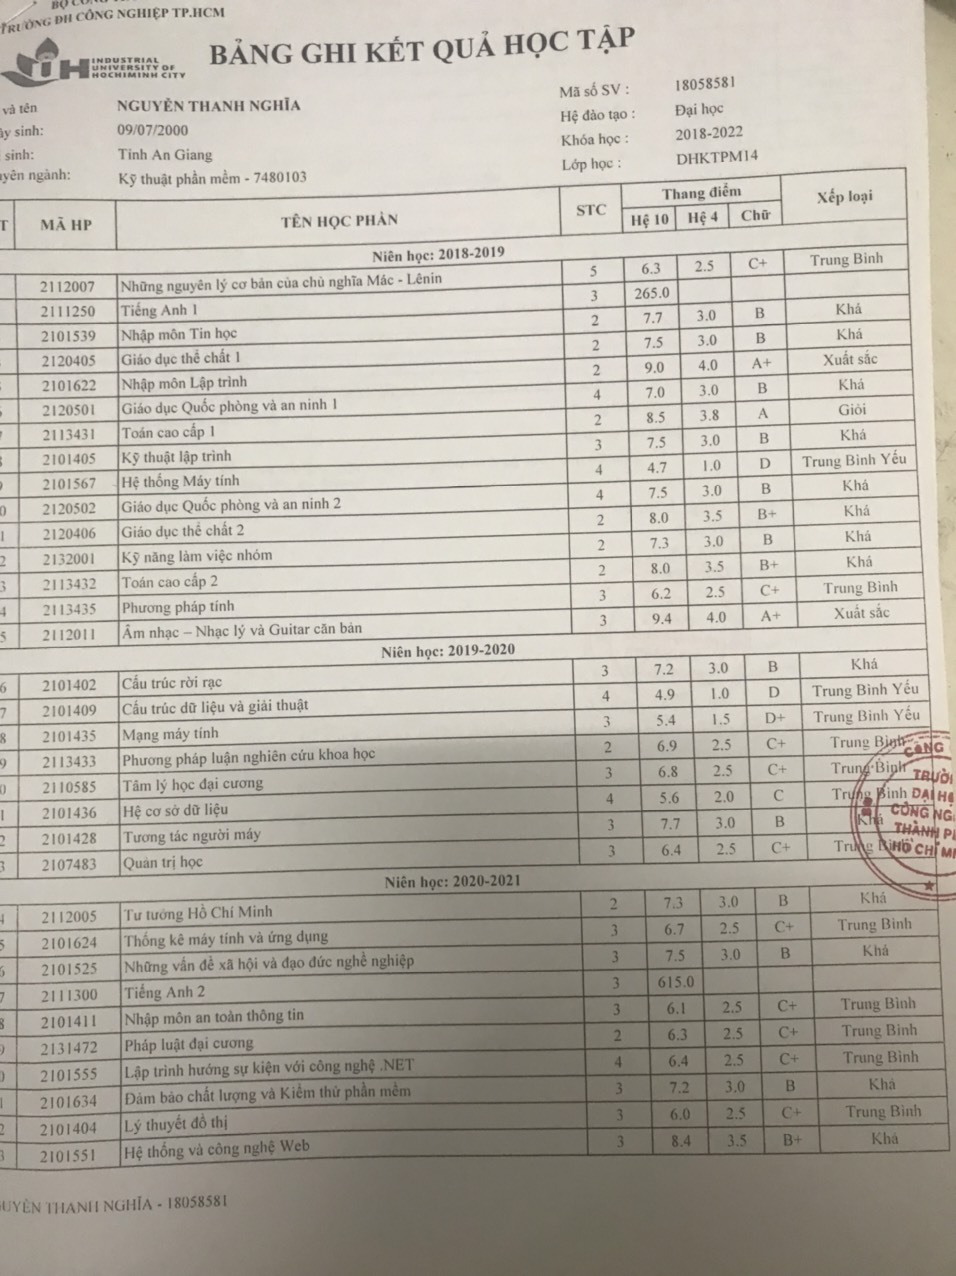 BỘ CÔNG
TRƯỜNG ĐH CÔNG NGHIỆP TP.HCM
INDUSTRIAL
UNIVERSITY OF
HOCHIMINH CITY
BẢNG GHI KẾT QUẢ HỌC TẬP
và tên NGUYỄN THANH NGHĨA Mã số SV : 18058581
ày sinh: 09/07/2000 Hệ đào tạo : Đại học
sinh: Tỉnh An Giang Khóa học : 2018-2022
yên ngành: Kỹ thuật phần mềm - 7480103 Lớp học : DHKTPM14
T MÃ HP TÊN HỌC PHẦN STC Thang điểm Xếp loại
Hệ 10 Hệ 4 Chữ
Niên học: 2018-2019
2112007 Những nguyên lý cơ bản của chủ nghĩa Mác - Lênin 5 6.3 2.5 C+ Trung Bình
2111250 Tiếng Anh 1 3 265.0
2101539 Nhập môn Tin học 2 7.7 3.0 B Khá
2120405 Giáo dục thể chất 1 2 7.5 3.0 B Khá
2101622 Nhập môn Lập trình 2 9.0 4.0 A+ Xuất sắc
2120501 Giáo dục Quốc phòng và an ninh 1 4 7.0 3.0 B Khá
2113431 Toán cao cấp 1 2 8.5 3.8 A Giỏi
2101405 Kỹ thuật lập trình 3 7.5 3.0 B Khá
2101567 Hệ thống Máy tính 4 4.7 1.0 D Trung Bình Yếu
0 2120502 Giáo dục Quốc phòng và an ninh 2 4 7.5 3.0 B Khá
1 2120406 Giáo dục thể chất 2 2 8.0 3.5 B+ Khá
2 2132001 Kỹ năng làm việc nhóm 2 7.3 3.0 B Khá
3 2113432 Toán cao cấp 2 2 8.0 3.5 B+ Khá
4 2113435 Phương pháp tính 3 6.2 2.5 C+ Trung Bình
5 2112011 Âm nhạc – Nhạc lý và Guitar căn bản 3 9.4 4.0 A+ Xuất sắc
Niên học: 2019-2020
6 2101402 Cấu trúc rời rạc 3 7.2 3.0 B Khá
7 2101409 Cấu trúc dữ liệu và giải thuật 4 4.9 1.0 D Trung Bình Yếu
8 2101435 Mạng máy tính 3 5.4 1.5 D+ Trung Bình Yếu
9 2113433 Phương pháp luận nghiên cứu khoa học 2 6.9 2.5 C+ Trung Bình
0 2110585 Tâm lý học đại cương 3 6.8 2.5 C+ Trung Bình
1 2101436 Hệ cơ sở dữ liệu 4 5.6 2.0 C Trung Bình
2 2101428 Tương tác người máy 3 7.7 3.0 B Khá
3 2107483 Quản trị học 3 6.4 2.5 C+ Trung Bình
CÔNG
TRƯỜ
ĐẠI H
CÔNG NG
THÀNH P
HỒ CHÍ M
Niên học: 2020-2021
4 2112005 Tư tưởng Hồ Chí Minh 2 7.3 3.0 B Khá
5 2101624 Thống kê máy tính và ứng dụng 3 6.7 2.5 C+ Trung Bình
6 2101525 Những vấn đề xã hội và đạo đức nghề nghiệp 3 7.5 3.0 B Khá
7 2111300 Tiếng Anh 2 3 615.0
8 2101411 Nhập môn an toàn thông tin 3 6.1 2.5 C+ Trung Bình
9 2131472 Pháp luật đại cương 2 6.3 2.5 C+ Trung Bình
0 2101555 Lập trình hướng sự kiện với công nghệ .NET 4 6.4 2.5 C+ Trung Bình
1 2101634 Đảm bảo chất lượng và Kiểm thử phần mềm 3 7.2 3.0 B Khá
2 2101404 Lý thuyết đồ thị 3 6.0 2.5 C+ Trung Bình
3 2101551 Hệ thống và công nghệ Web 3 8.4 3.5 B+ Khá
GUYỄN THANH NGHĨA - 18058581